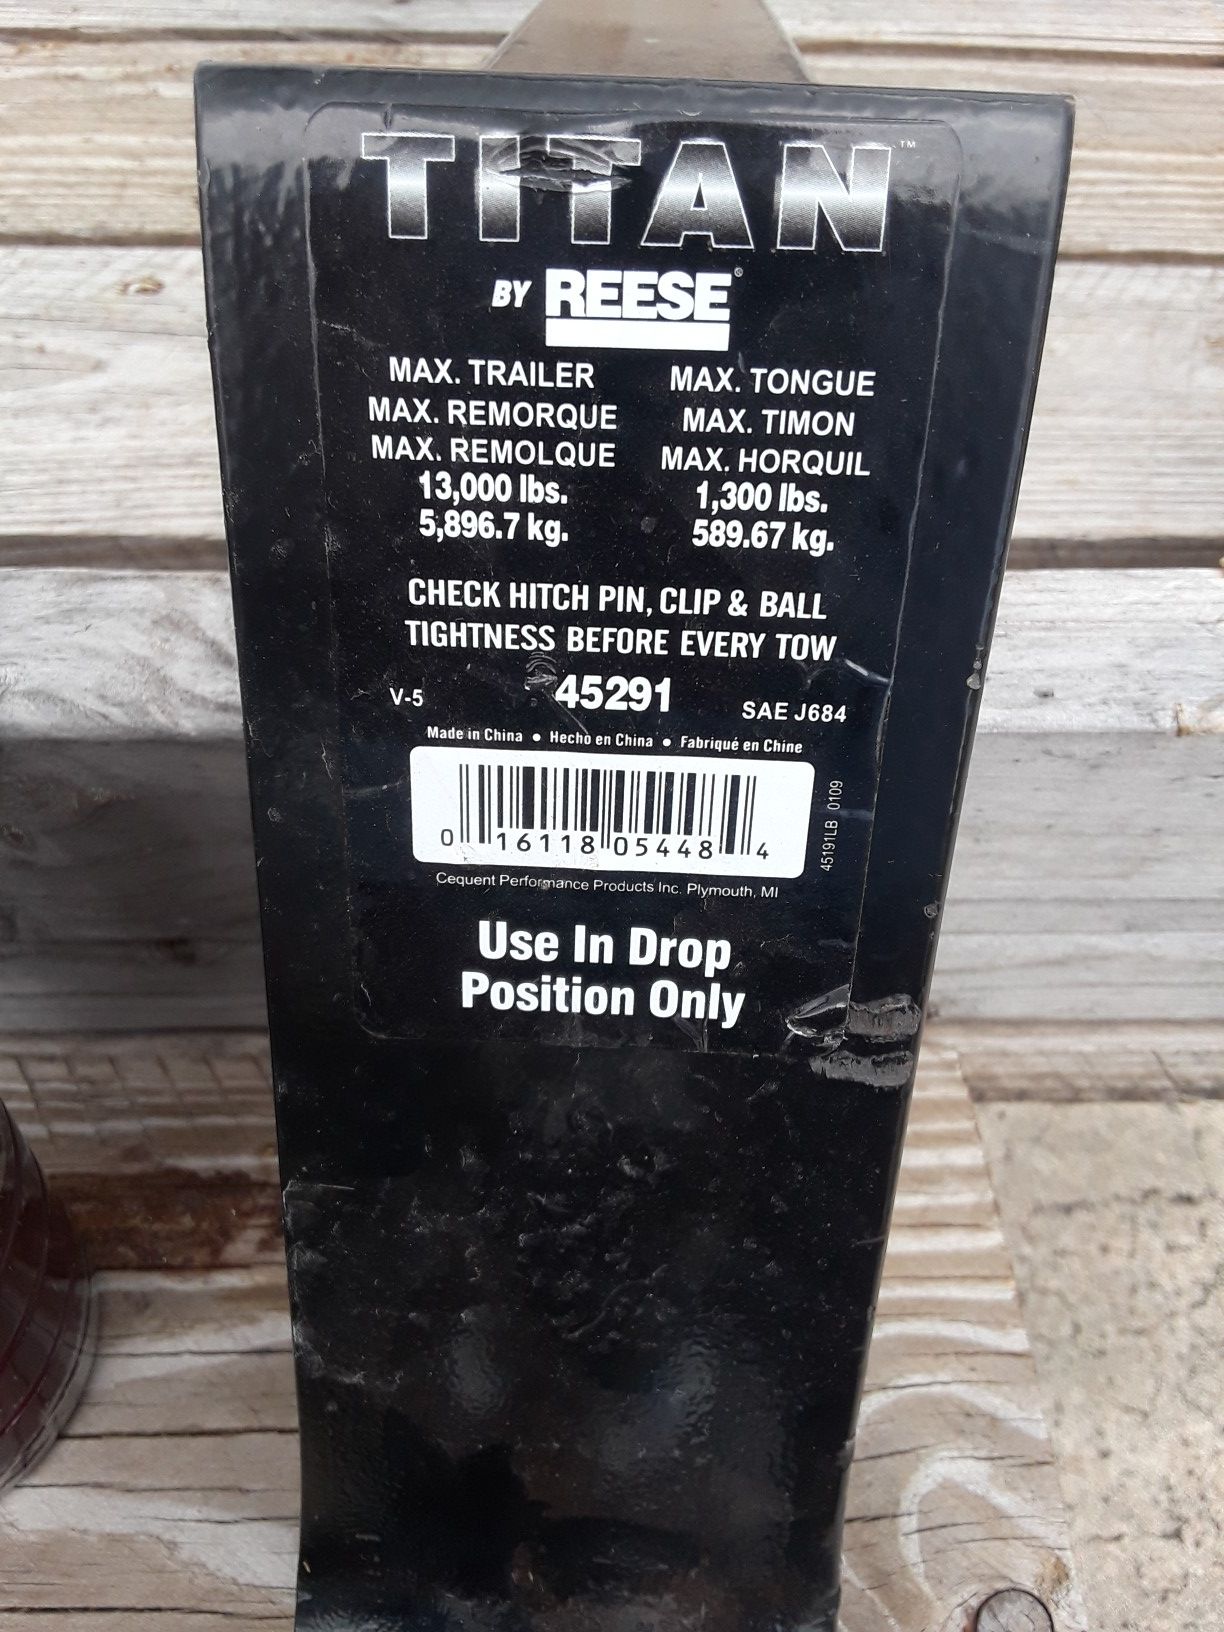 TITAN™
BY REESE®
MAX. TRAILER
MAX. REMORQUE
MAX. REMOLQUE
13,000 lbs.
5,896.7 kg.
MAX. TONGUE
MAX. TIMON
MAX. HORQUIL
1,300 lbs.
589.67 kg.
CHECK HITCH PIN, CLIP & BALL
TIGHTNESS BEFORE EVERY TOW
V-5 45291 SAE J684
Made in China • Hecho en China • Fabriqué en Chine
0 16118 05448 4
45191LB 0109
Cequent Performance Products Inc. Plymouth, MI
Use In Drop
Position Only